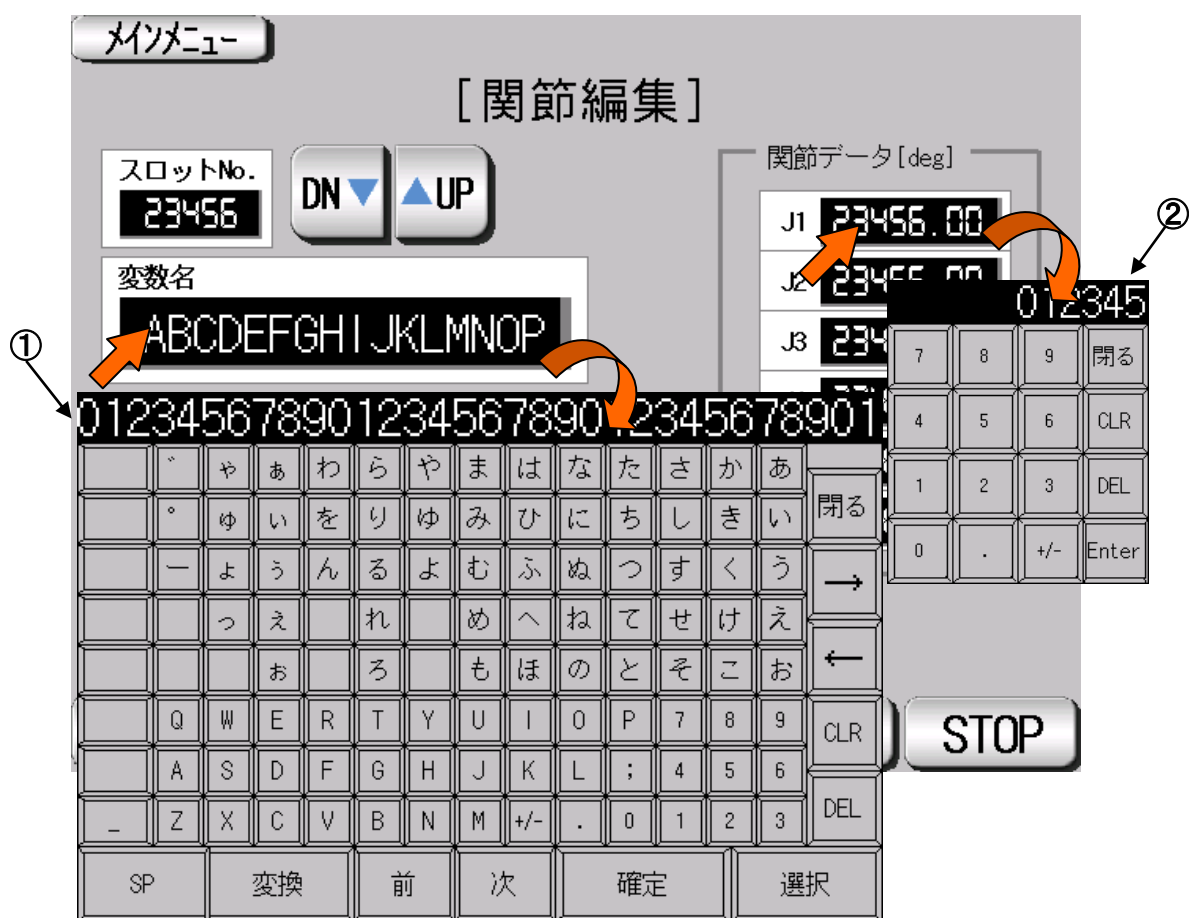 メインメニュー
[関節編集]
スロットNo.
23456
DN▼
▲UP
変数名
ABCDEFGHIJKLMNOP
関節データ[deg]
J1 23456.00
J2
J3
①
②
012345
7 8 9 閉る
4 5 6 CLR
1 2 3 DEL
0 . +/- Enter
゛ ゃ ぁ わ ら や ま は な た さ か あ
° ゅ ぃ を り ゆ み ひ に ち し き い 閉る
ー ょ ぅ ん る よ む ふ ぬ つ す く う →
っ ぇ れ め へ ね て せ け え
ぉ ろ も ほ の と そ こ お ←
Q W E R T Y U I O P 7 8 9 CLR
A S D F G H J K L ; 4 5 6
_ Z X C V B N M +/- . 0 1 2 3 DEL
SP 変換 前 次 確定 選択
STOP